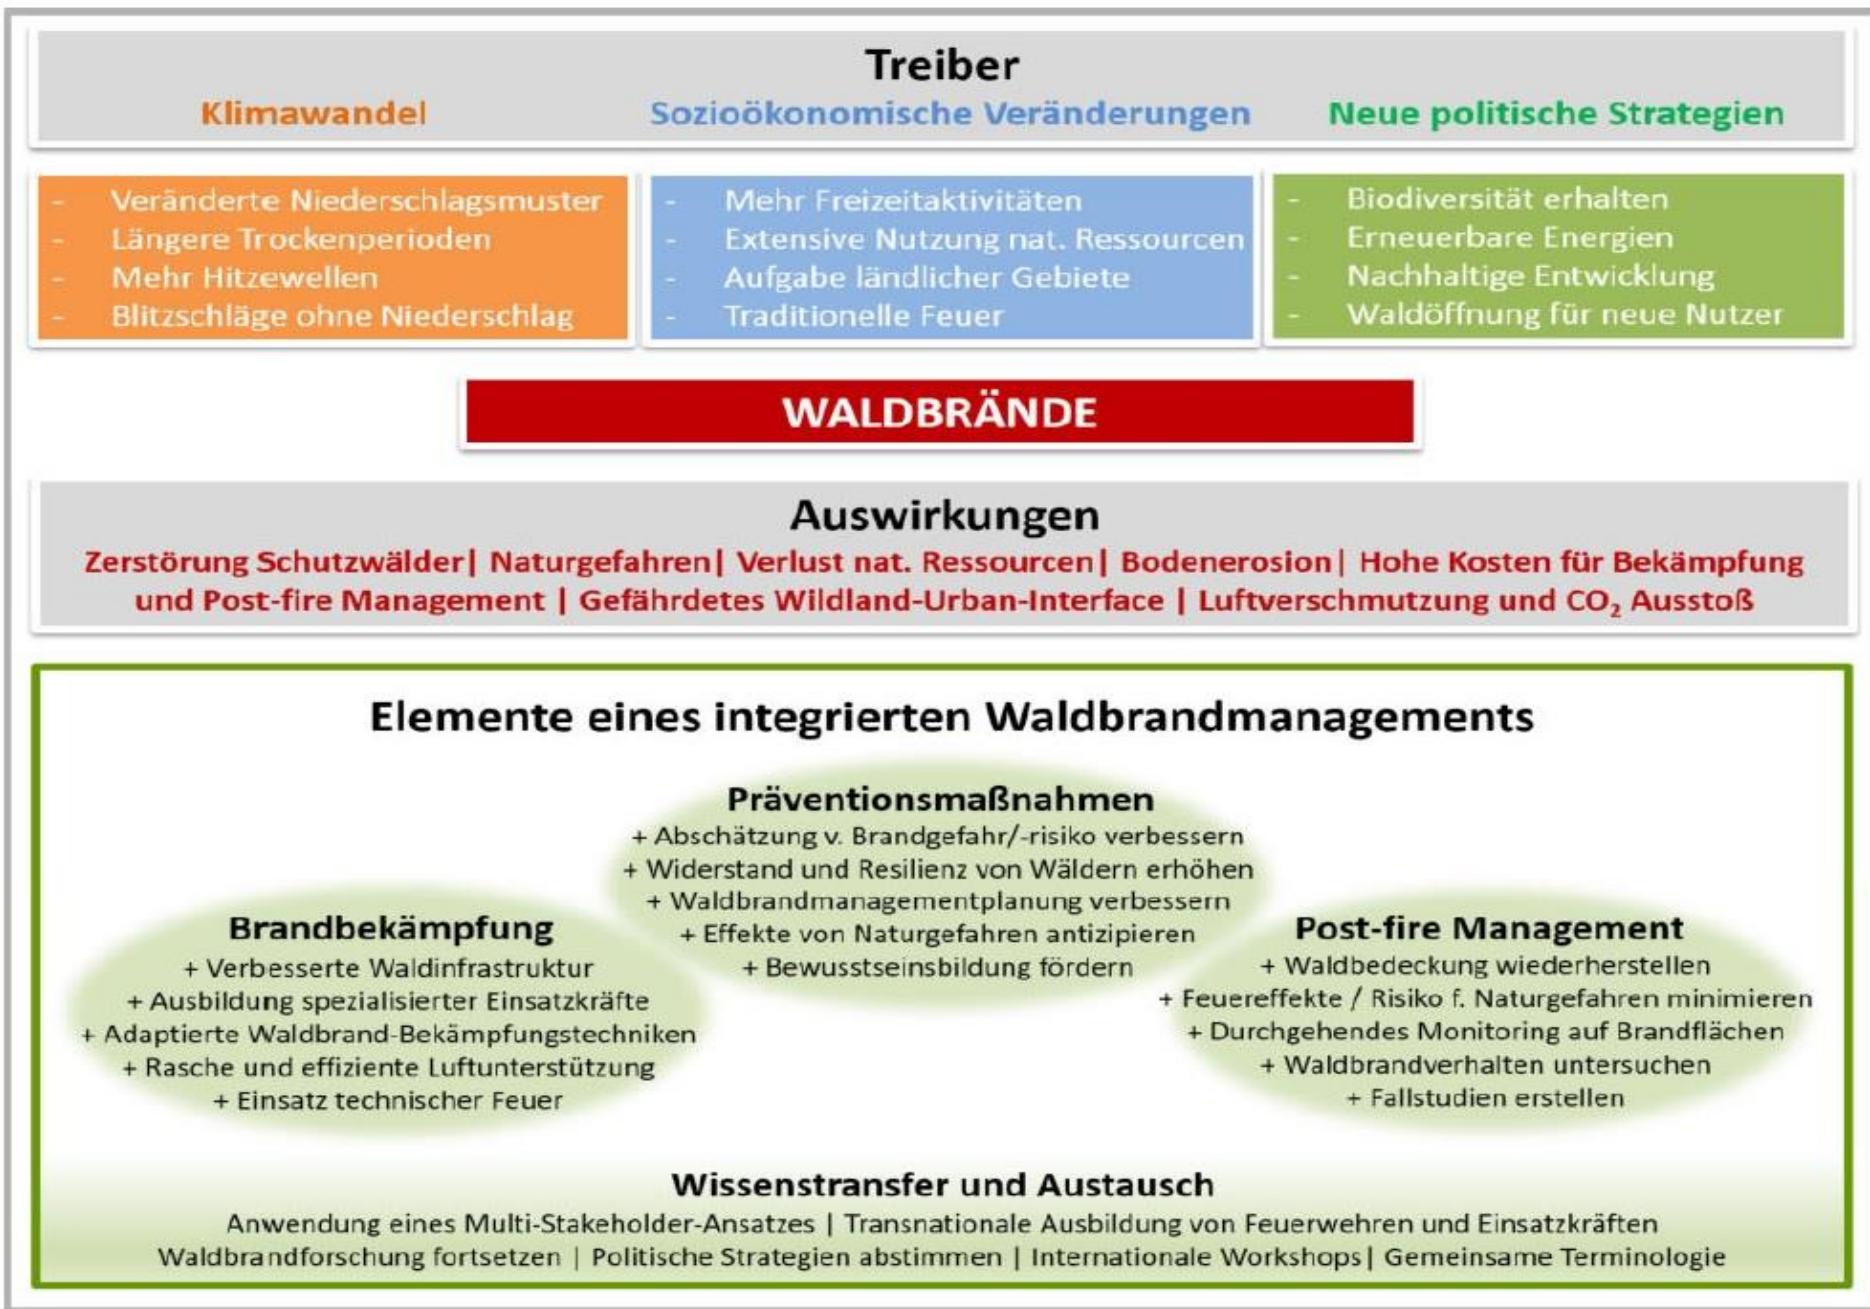 Treiber
Klimawandel
Sozioökonomische Veränderungen
Neue politische Strategien
- Veränderte Niederschlagsmuster
- Längere Trockenperioden
- Mehr Hitzewellen
- Blitzschläge ohne Niederschlag
- Mehr Freizeitaktivitäten
- Extensive Nutzung nat. Ressourcen
- Aufgabe ländlicher Gebiete
- Traditionelle Feuer
- Biodiversität erhalten
- Erneuerbare Energien
- Nachhaltige Entwicklung
- Waldöffnung für neue Nutzer
WALDBRÄNDE
Auswirkungen
Zerstörung Schutzwälder| Naturgefahren| Verlust nat. Ressourcen| Bodenerosion| Hohe Kosten für Bekämpfung
und Post-fire Management | Gefährdetes Wildland-Urban-Interface | Luftverschmutzung und CO₂ Ausstoß
Elemente eines integrierten Waldbrandmanagements
Präventionsmaßnahmen
+ Abschätzung v. Brandgefahr/-risiko verbessern
+ Widerstand und Resilienz von Wäldern erhöhen
+ Waldbrandmanagementplanung verbessern
+ Effekte von Naturgefahren antizipieren
+ Bewusstseinsbildung fördern
Brandbekämpfung
+ Verbesserte Waldinfrastruktur
+ Ausbildung spezialisierter Einsatzkräfte
+ Adaptierte Waldbrand-Bekämpfungstechniken
+ Rasche und effiziente Luftunterstützung
+ Einsatz technischer Feuer
Post-fire Management
+ Waldbedeckung wiederherstellen
+ Feuereffekte / Risiko f. Naturgefahren minimieren
+ Durchgehendes Monitoring auf Brandflächen
+ Waldbrandverhalten untersuchen
+ Fallstudien erstellen
Wissenstransfer und Austausch
Anwendung eines Multi-Stakeholder-Ansatzes | Transnationale Ausbildung von Feuerwehren und Einsatzkräften
Waldbrandforschung fortsetzen | Politische Strategien abstimmen | Internationale Workshops| Gemeinsame Terminologie